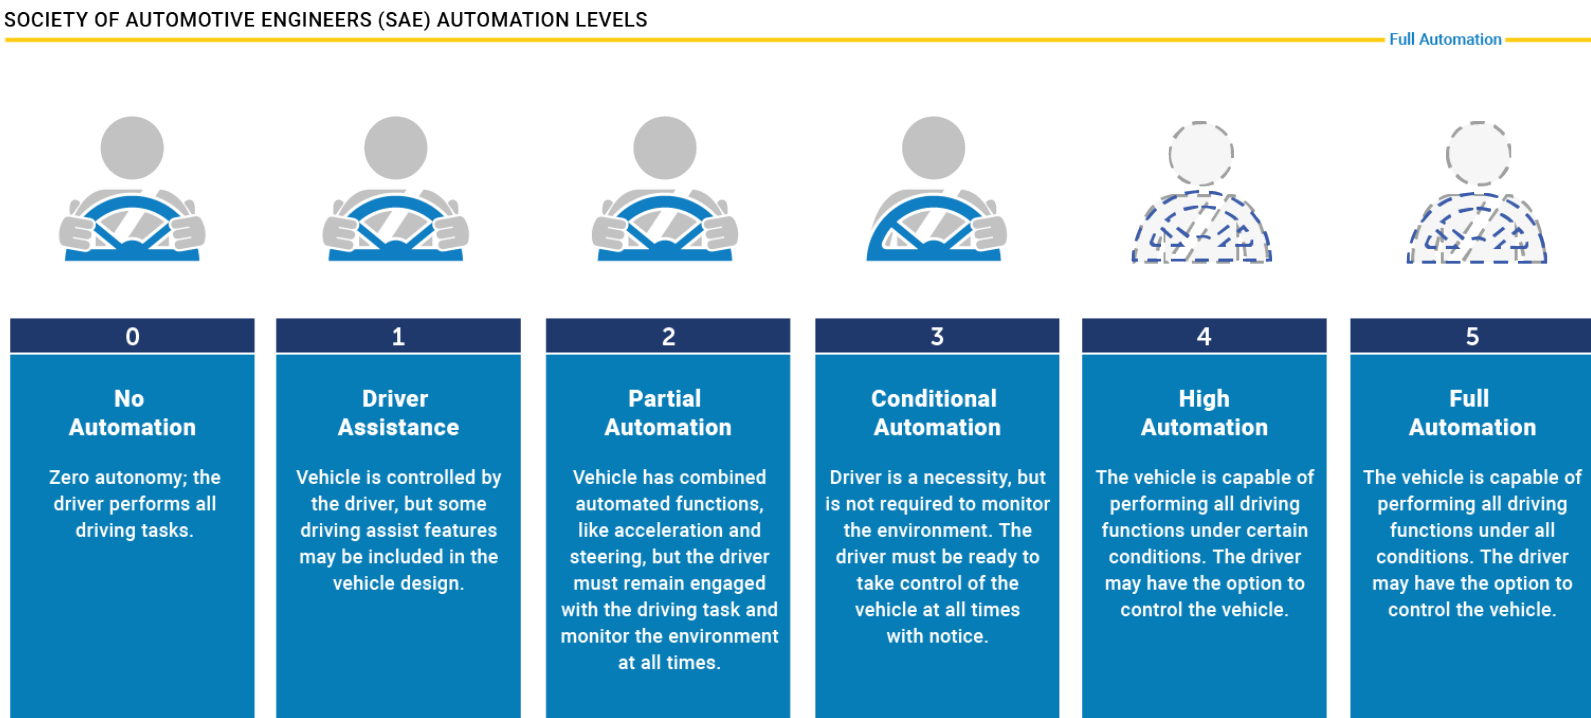 SOCIETY OF AUTOMOTIVE ENGINEERS (SAE) AUTOMATION LEVELS
Full Automation
0
No
Automation
Zero autonomy; the
driver performs all
driving tasks.
1
Driver
Assistance
Vehicle is controlled by
the driver, but some
driving assist features
may be included in the
vehicle design.
2
Partial
Automation
Vehicle has combined
automated functions,
like acceleration and
steering, but the driver
must remain engaged
with the driving task and
monitor the environment
at all times.
3
Conditional
Automation
Driver is a necessity, but
is not required to monitor
the environment. The
driver must be ready to
take control of the
vehicle at all times
with notice.
4
High
Automation
The vehicle is capable of
performing all driving
functions under certain
conditions. The driver
may have the option to
control the vehicle.
5
Full
Automation
The vehicle is capable of
performing all driving
functions under all
conditions. The driver
may have the option to
control the vehicle.